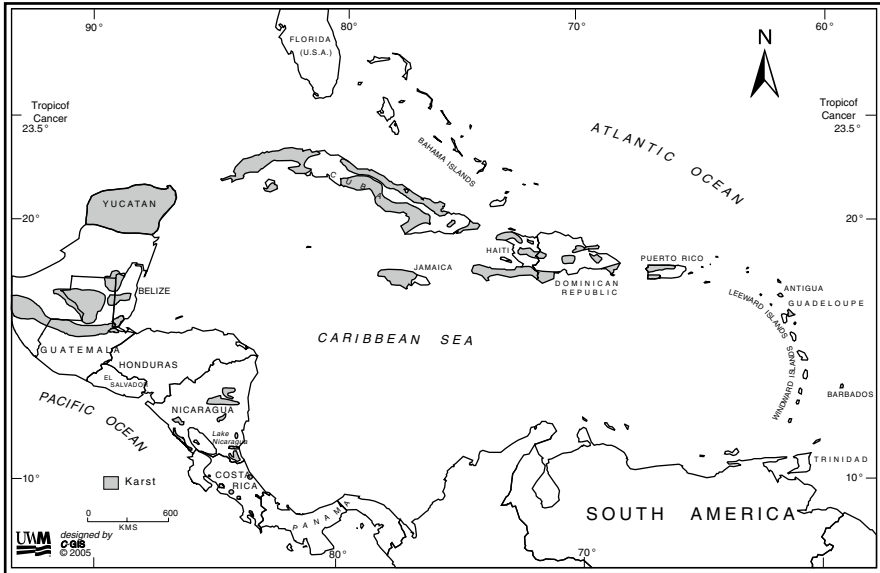 90°
80°
70°
60°
FLORIDA
(U.S.A.)
N
Tropicof
Cancer
23.5°
Tropicof
Cancer
23.5°
ATLANTIC OCEAN
BAHAMA ISLANDS
CUBA
YUCATAN
20°
20°
HAITI
JAMAICA
DOMINICAN
REPUBLIC
PUERTO RICO
BELIZE
ANTIGUA
GUADELOUPE
LEEWARD ISLANDS
CARIBBEAN SEA
GUATEMALA
HONDURAS
EL
SALVADOR
WINDWARD ISLANDS
BARBADOS
PACIFIC OCEAN
NICARAGUA
Lake
Nicaragua
TRINIDAD
10°
10°
COSTA
RICA
Karst
PANAMA
SOUTH AMERICA
0
600
KMS
UWM
designed by
C·GIS
© 2005
80°
70°